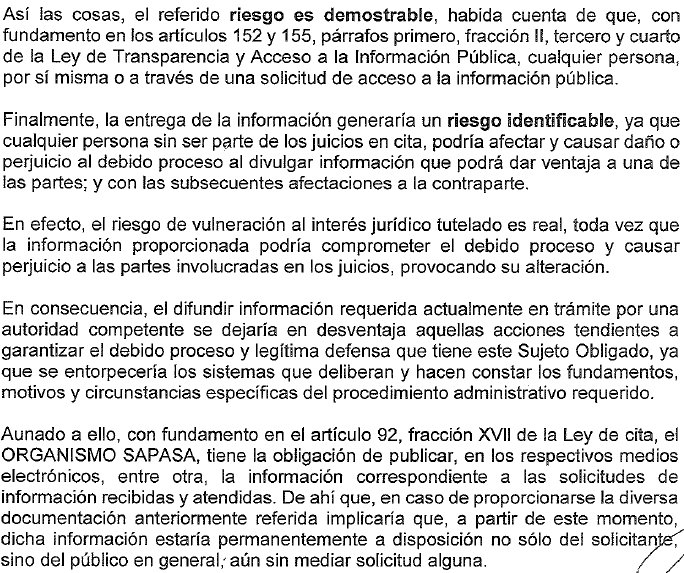 Así las cosas, el referido riesgo es demostrable, habida cuenta de que, con
fundamento en los artículos 152 y 155, párrafos primero, fracción II, tercero y cuarto
de la Ley de Transparencia y Acceso a la Información Pública, cualquier persona,
por sí misma o a través de una solicitud de acceso a la información pública.
Finalmente, la entrega de la información generaría un riesgo identificable, ya que
cualquier persona sin ser parte de los juicios en cita, podría afectar y causar daño o
perjuicio al debido proceso al divulgar información que podrá dar ventaja a una de
las partes; y con las subsecuentes afectaciones a la contraparte.
En efecto, el riesgo de vulneración al interés jurídico tutelado es real, toda vez que
la información proporcionada podría comprometer el debido proceso y causar
perjuicio a las partes involucradas en los juicios, provocando su alteración.
En consecuencia, el difundir información requerida actualmente en trámite por una
autoridad competente se dejaría en desventaja aquellas acciones tendientes a
garantizar el debido proceso y legítima defensa que tiene este Sujeto Obligado, ya
que se entorpecería los sistemas que deliberan y hacen constar los fundamentos,
motivos y circunstancias específicas del procedimiento administrativo requerido.
Aunado a ello, con fundamento en el artículo 92, fracción XVII de la Ley de cita, el
ORGANISMO SAPASA, tiene la obligación de publicar, en los respectivos medios
electrónicos, entre otra, la información correspondiente a las solicitudes de
información recibidas y atendidas. De ahí que, en caso de proporcionarse la diversa
documentación anteriormente referida implicaría que, a partir de este momento,
dicha información estaría permanentemente a disposición no sólo del solicitante,
sino del público en general, aún sin mediar solicitud alguna.